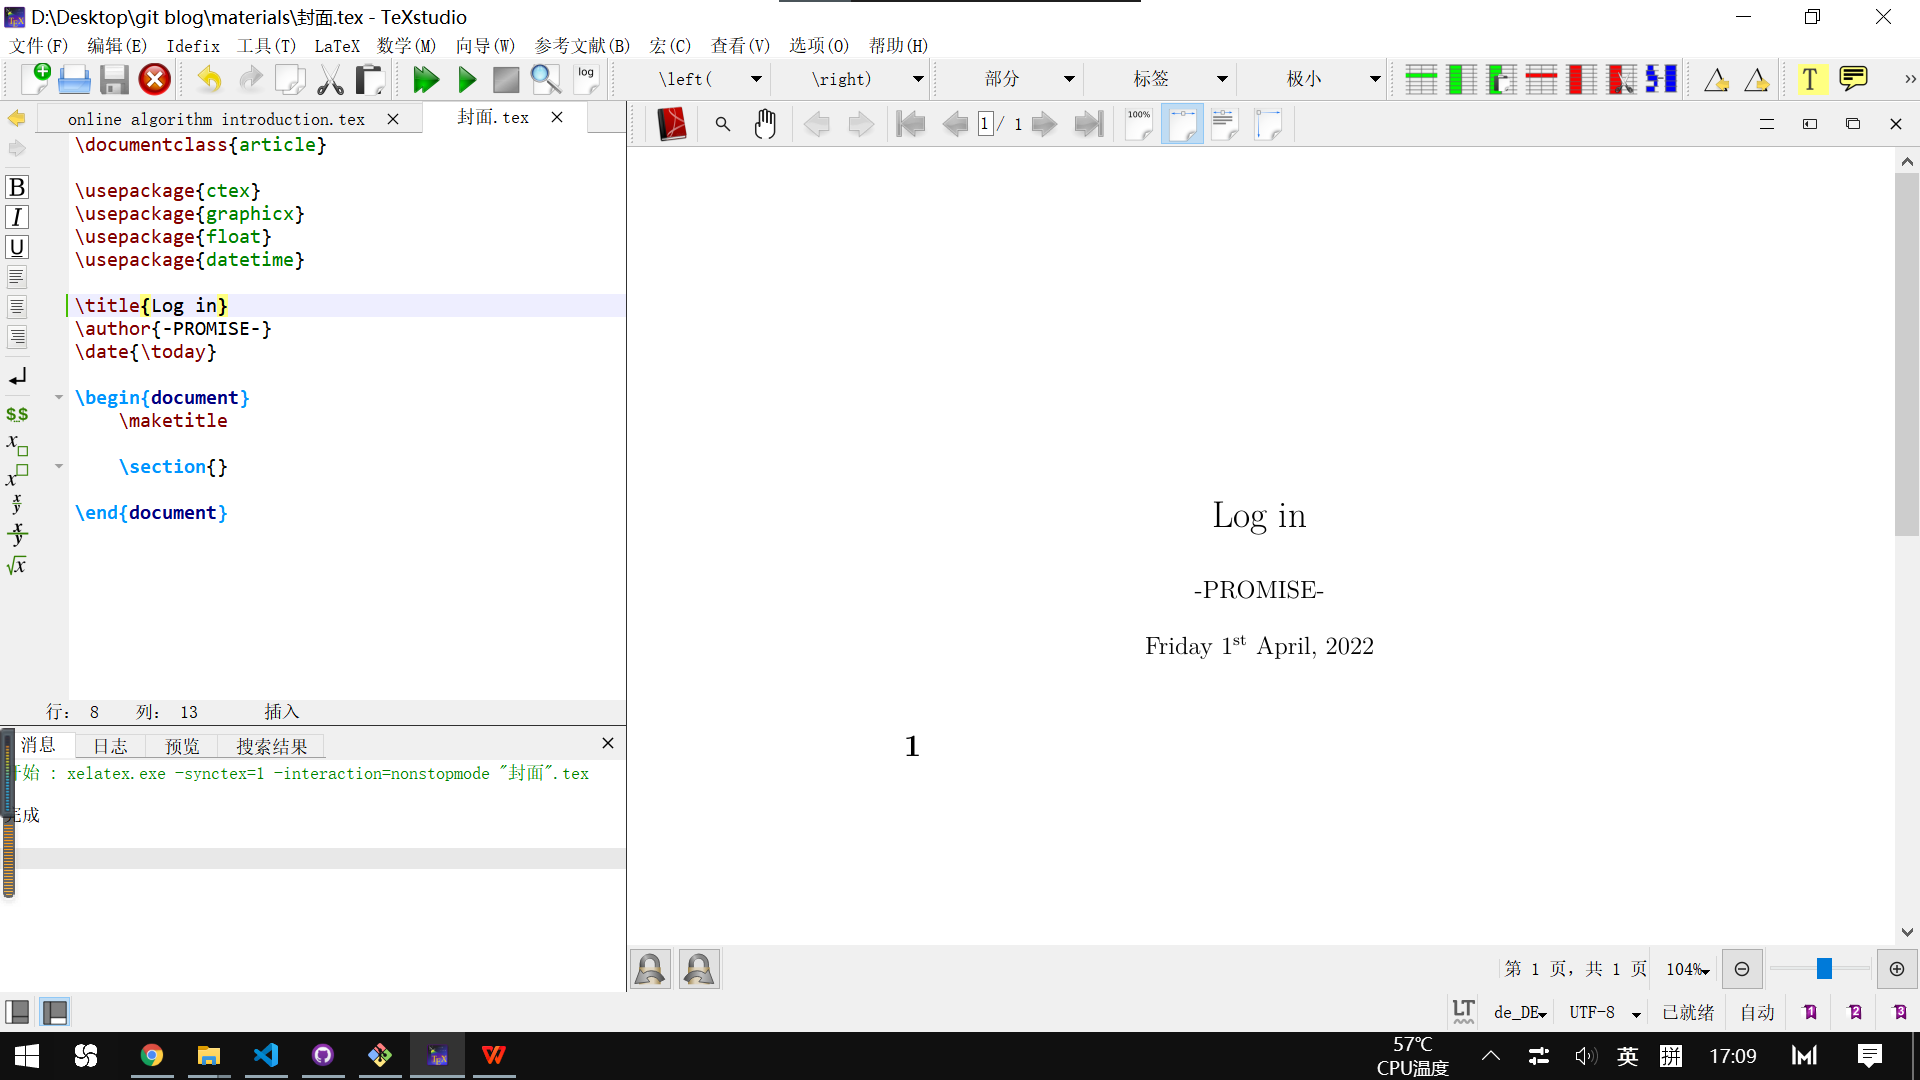 D:\Desktop\git blog\materials\封面.tex - TeXstudio
文件(F) 编辑(E) Idefix 工具(T) LaTeX 数学(M) 向导(W) 参考文献(B) 宏(C) 查看(V) 选项(O) 帮助(H)
log \left( \right) 部分 标签 极小 T
online algorithm introduction.tex 封面.tex
1 / 1 100%
\documentclass{article}
\usepackage{ctex}
\usepackage{graphicx}
\usepackage{float}
\usepackage{datetime}
\title{Log in}
\author{-PROMISE-}
\date{\today}
\begin{document}
\maketitle
\section{}
\end{document}
B
I
U
$$
x
x
x/y
x/y
√x
行: 8 列: 13 插入
消息 日志 预览 搜索结果
开始 : xelatex.exe -synctex=1 -interaction=nonstopmode "封面".tex
完成
Log in
-PROMISE-
Friday 1st April, 2022
1
第 1 页，共 1 页 104%
LT de_DE UTF-8 已就绪 自动 1 2 3
57℃
CPU温度
英 拼 17:09